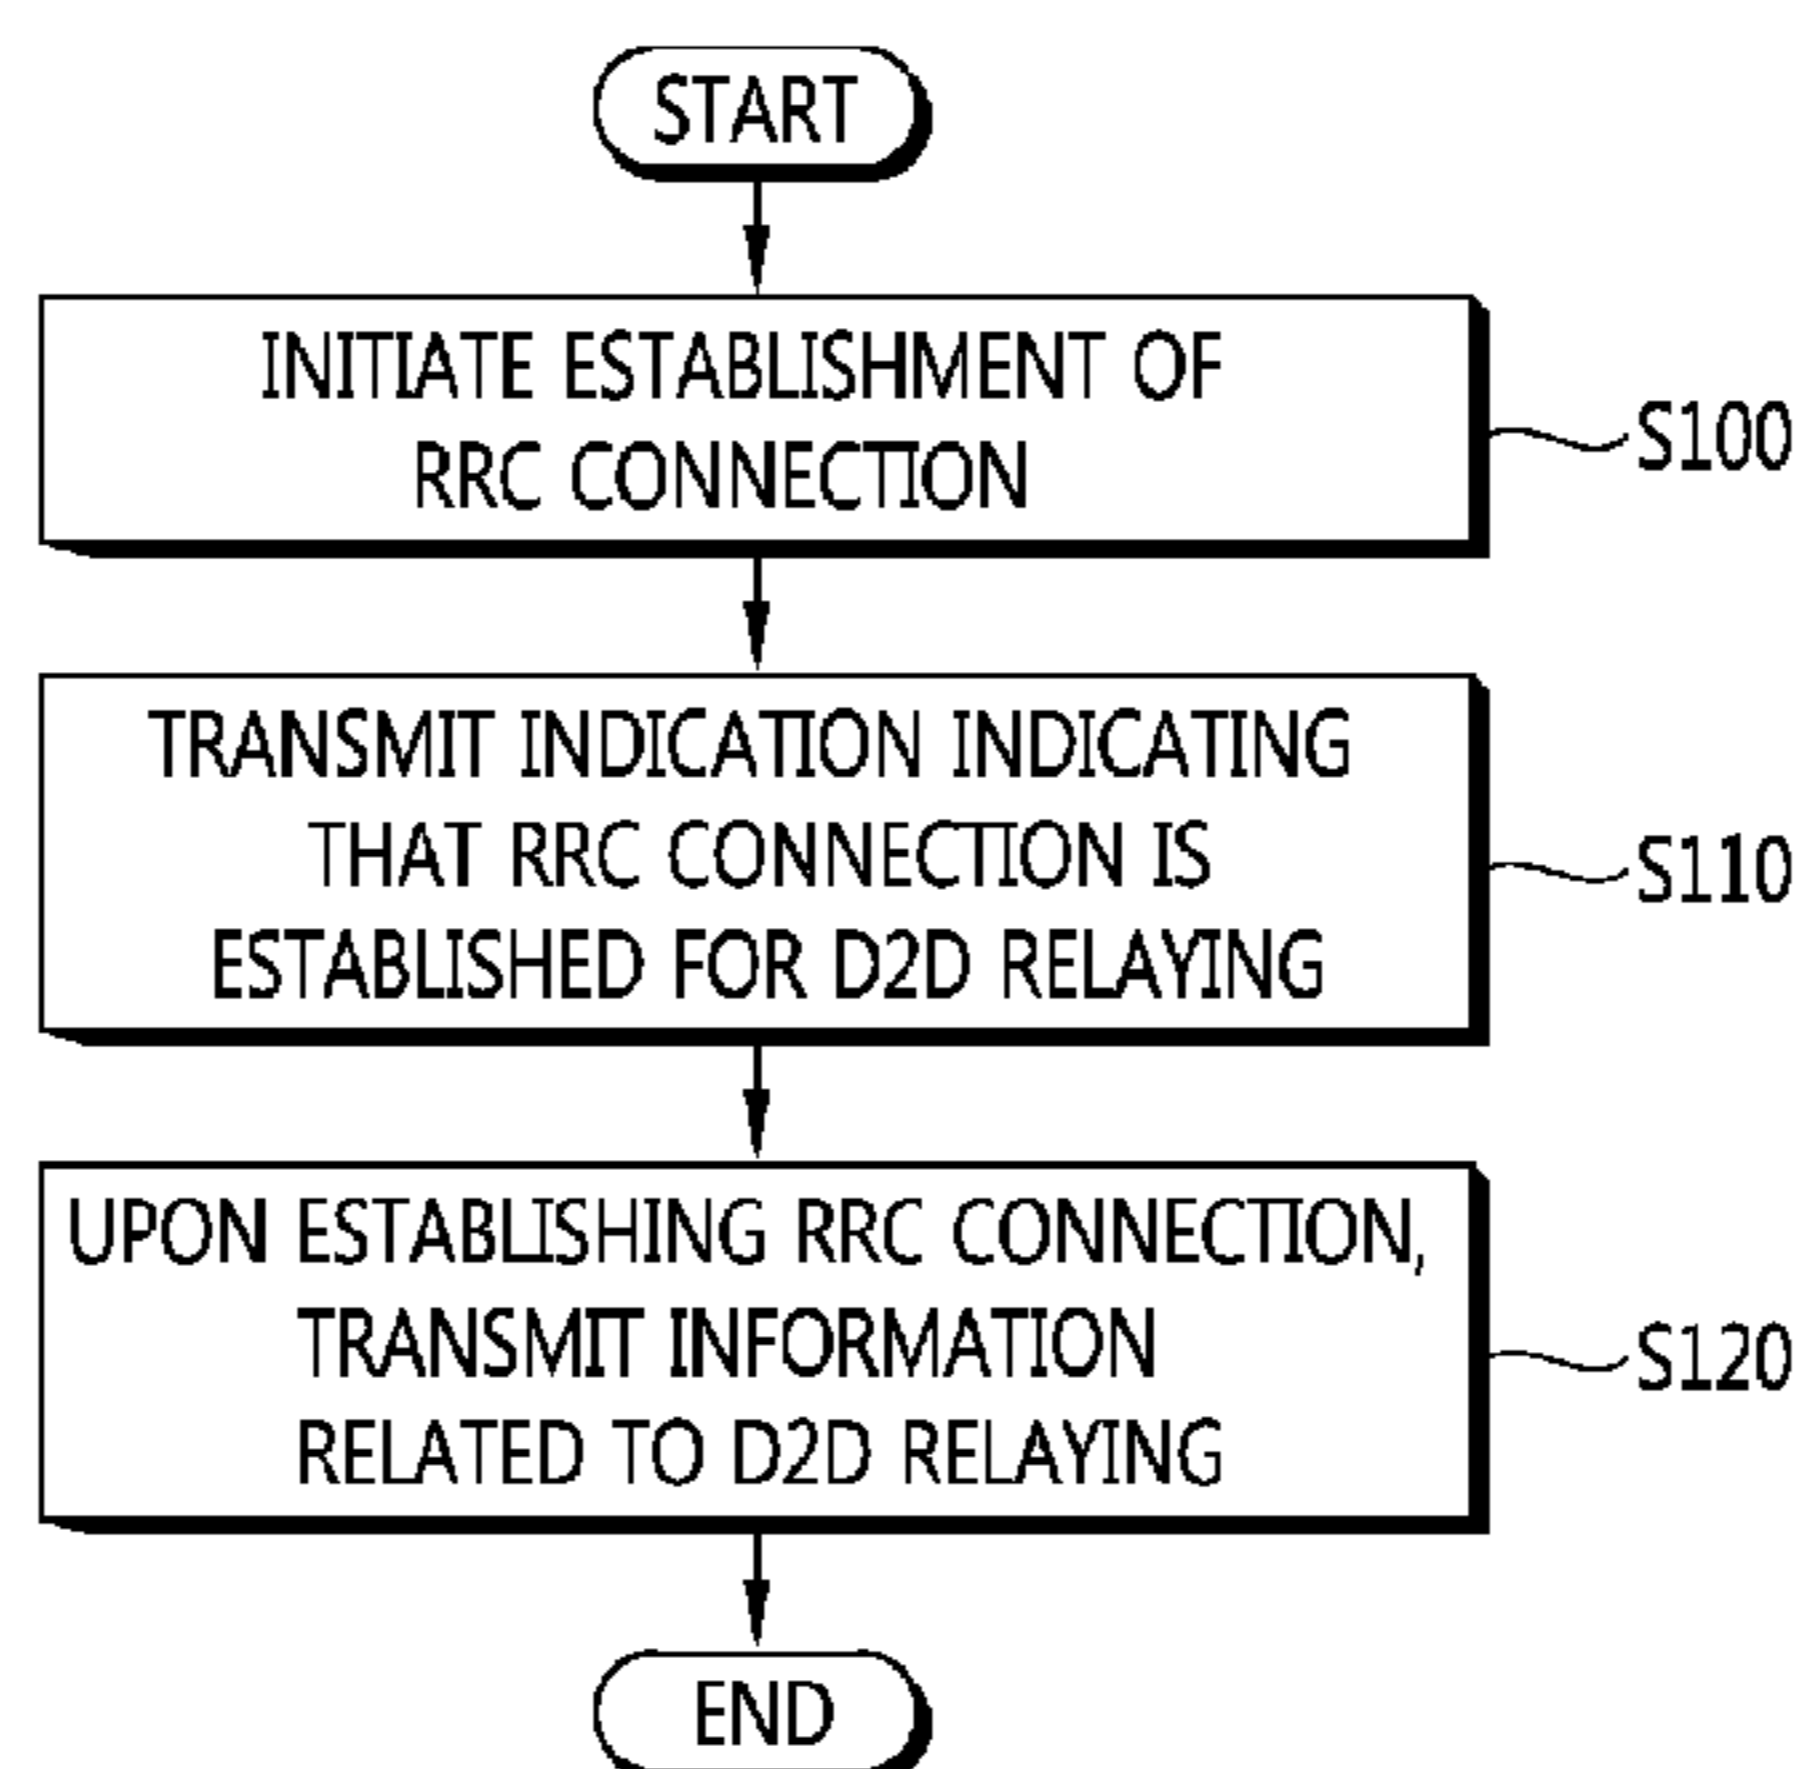 START
INITIATE ESTABLISHMENT OF
RRC CONNECTION
S100
TRANSMIT INDICATION INDICATING
THAT RRC CONNECTION IS
ESTABLISHED FOR D2D RELAYING
S110
UPON ESTABLISHING RRC CONNECTION,
TRANSMIT INFORMATION
RELATED TO D2D RELAYING
S120
END